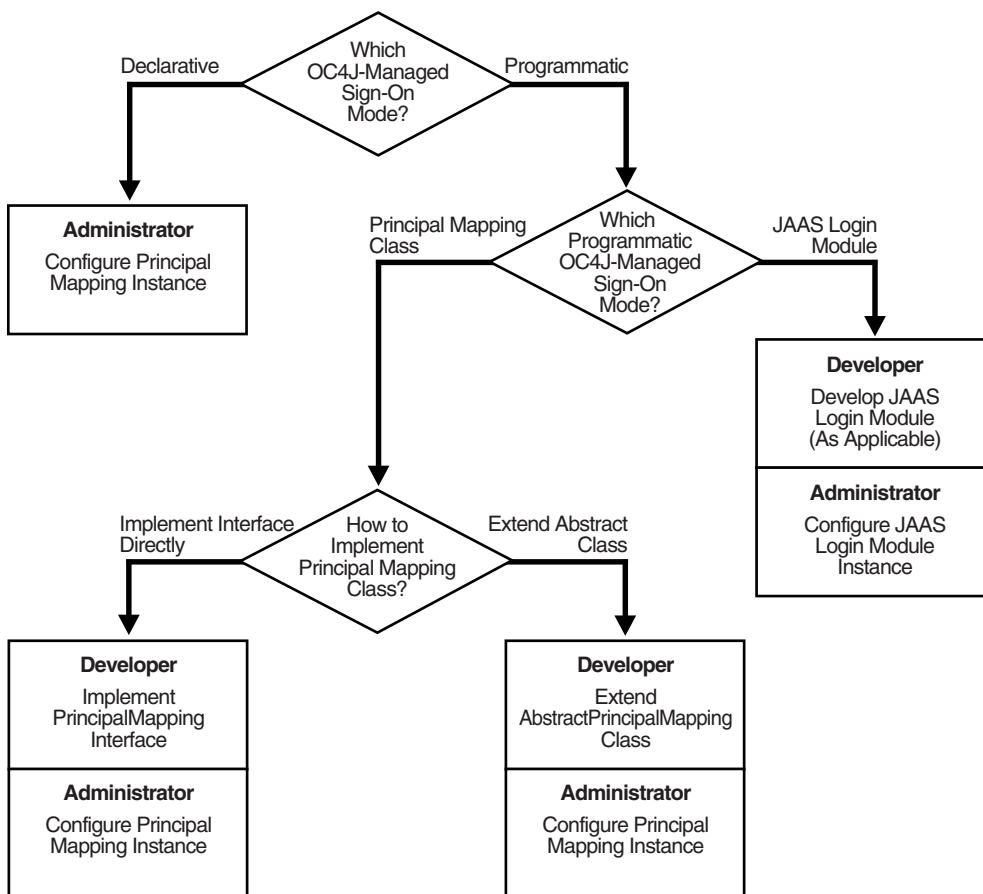 Which
OC4J-Managed
Sign-On
Mode?
Declarative
Programmatic
Administrator
Configure Principal
Mapping Instance
Principal Mapping
Class
Which
Programmatic
OC4J-Managed
Sign-On
Mode?
JAAS Login
Module
Developer
Develop JAAS
Login Module
(As Applicable)
Administrator
Configure JAAS
Login Module
Instance
Implement Interface
Directly
How to
Implement
Principal Mapping
Class?
Extend Abstract
Class
Developer
Implement
PrincipalMapping
Interface
Administrator
Configure Principal
Mapping Instance
Developer
Extend
AbstractPrincipalMapping
Class
Administrator
Configure Principal
Mapping Instance